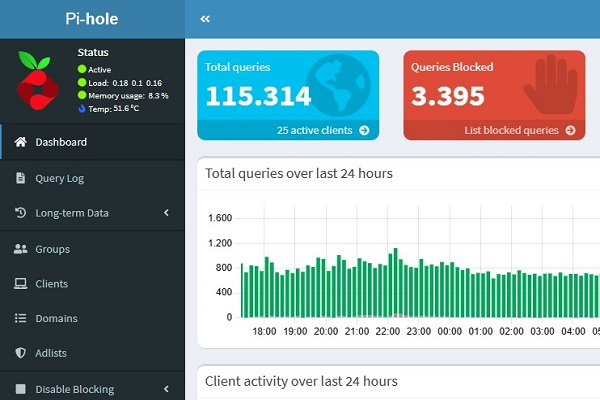 Pi-hole
«
Status
Active
Load: 0.18 0.1 0.16
Memory usage: 8.3 %
Temp: 51.6 °C
Dashboard
Query Log
Long-term Data
Groups
Clients
Domains
Adlists
Disable Blocking
Total queries
115.314
25 active clients
Queries Blocked
3.395
List blocked queries
Total queries over last 24 hours
1.600
1.200
800
400
0
18:00 19:00 20:00 21:00 22:00 23:00 00:00 01:00 02:00 03:00 04:00 05
Client activity over last 24 hours